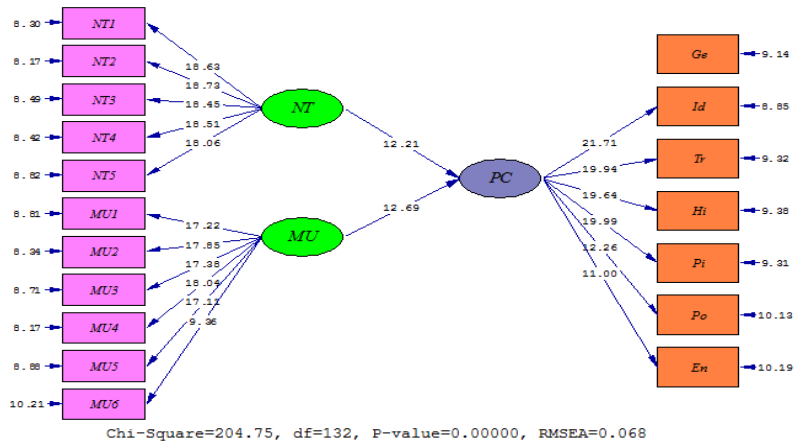 8.30 NT1
8.17 NT2
8.49 NT3
8.42 NT4
8.82 NT5
8.81 MU1
8.34 MU2
8.71 MU3
8.17 MU4
8.88 MU5
10.21 MU6
18.63
18.73
18.45
18.51
18.06
17.22
17.85
17.38
18.04
17.11
9.36
NT
MU
12.21
12.69
PC
21.71
19.94
19.64
19.99
12.26
11.00
Ge 9.14
Id 8.85
Tr 9.32
Hi 9.38
Pi 9.31
Po 10.13
En 10.19
Chi-Square=204.75, df=132, P-value=0.00000, RMSEA=0.068